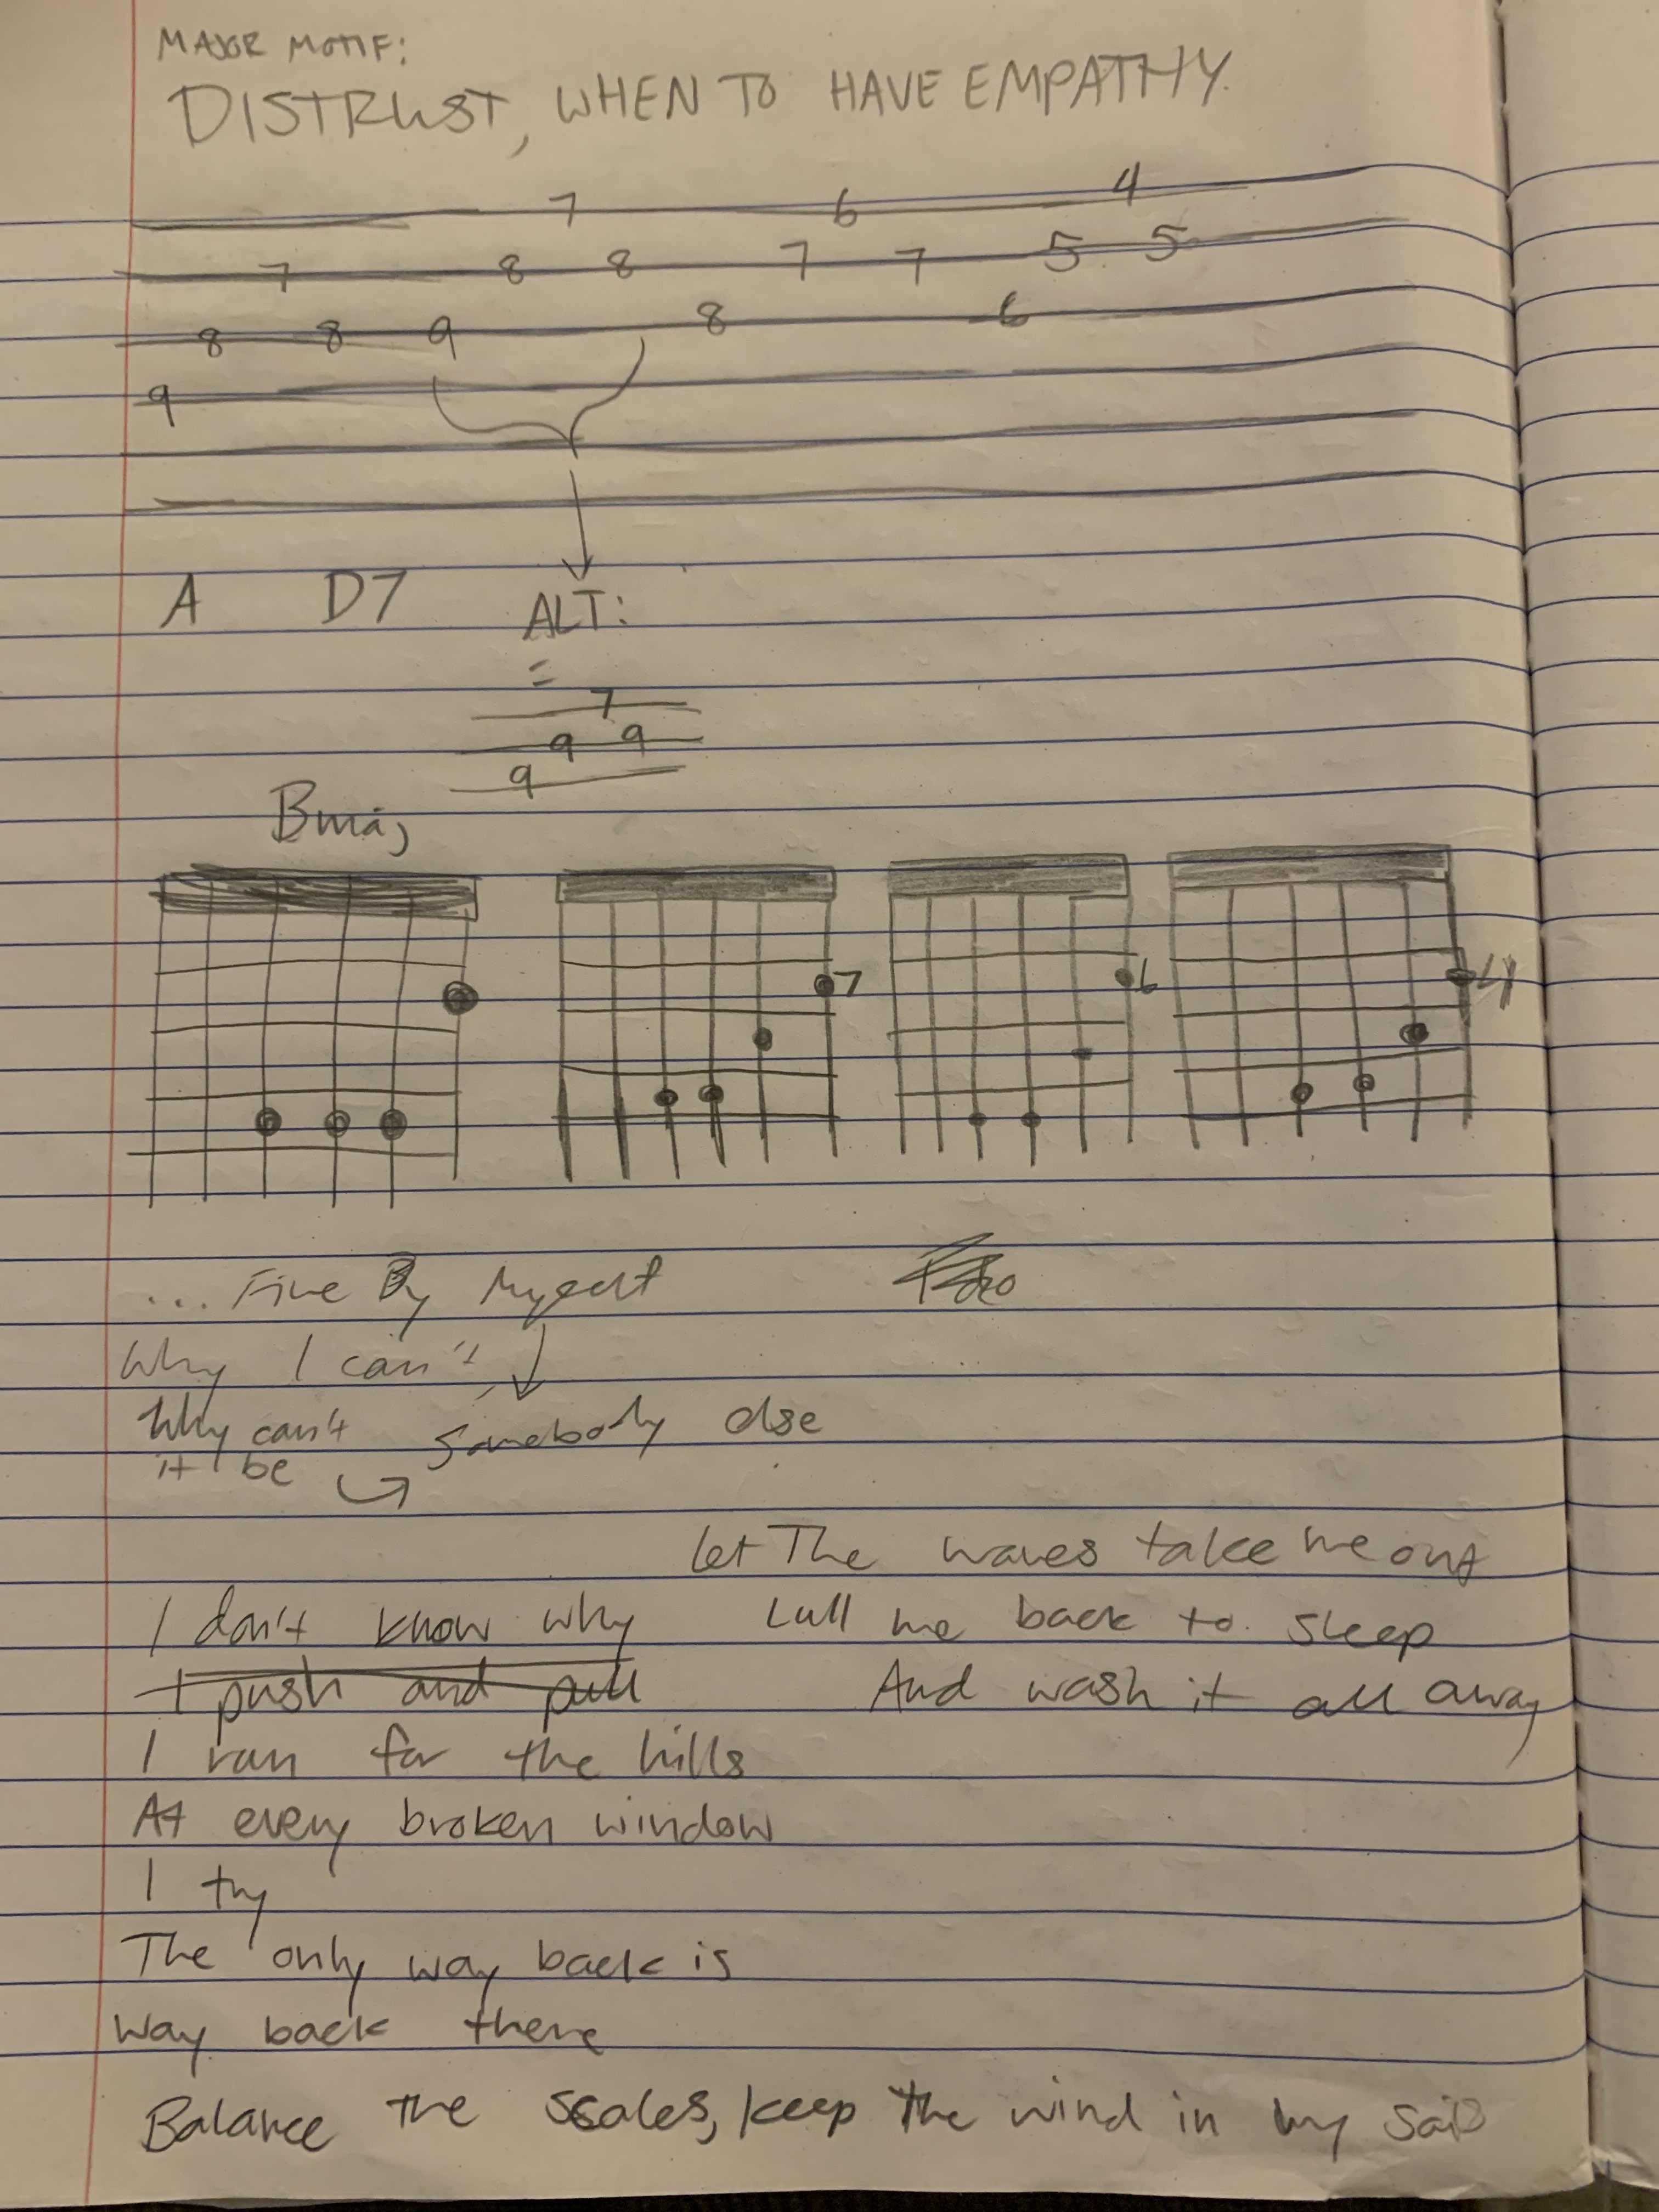 MAJOR MOTIF:
DISTRUST, WHEN TO HAVE EMPATHY.
7 6 4
7 8 8 7 7 5 5
8 8 9 8 6
9
A D7 ALT:
7
9 9
9
Bmaj
7 6 4
... Fine By Myself
Why I can't
Why can't somebody else
it be
Let The waves take me out
I don't know why Lull me back to sleep
I push and pull And wash it all away
I run for the hills
At every broken window
I try
The only way back is
Way back there
Balance the scales, keep the wind in my sails